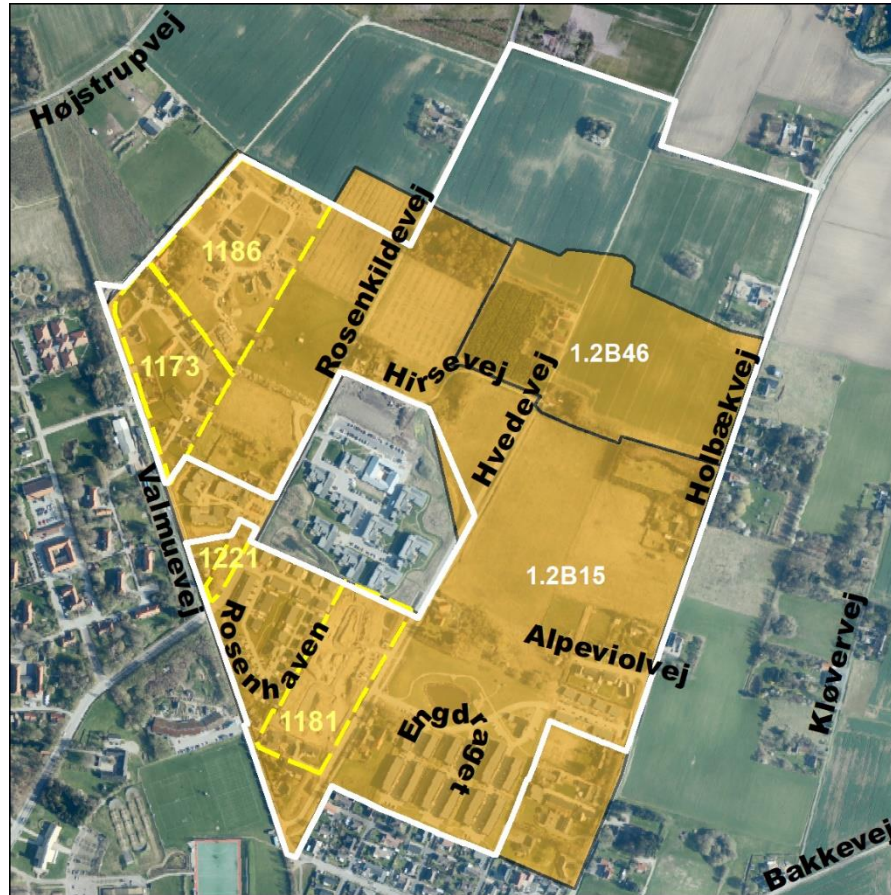 Højstrupvej
1186
Rosenkildevej
1173
Hirsevej
Hvedevej
1.2B46
Holbækvej
Valmuevej
1221
1.2B15
Rosenhaven
Alpeviolvej
1181
Engdraget
Kløvervej
Bakkevej